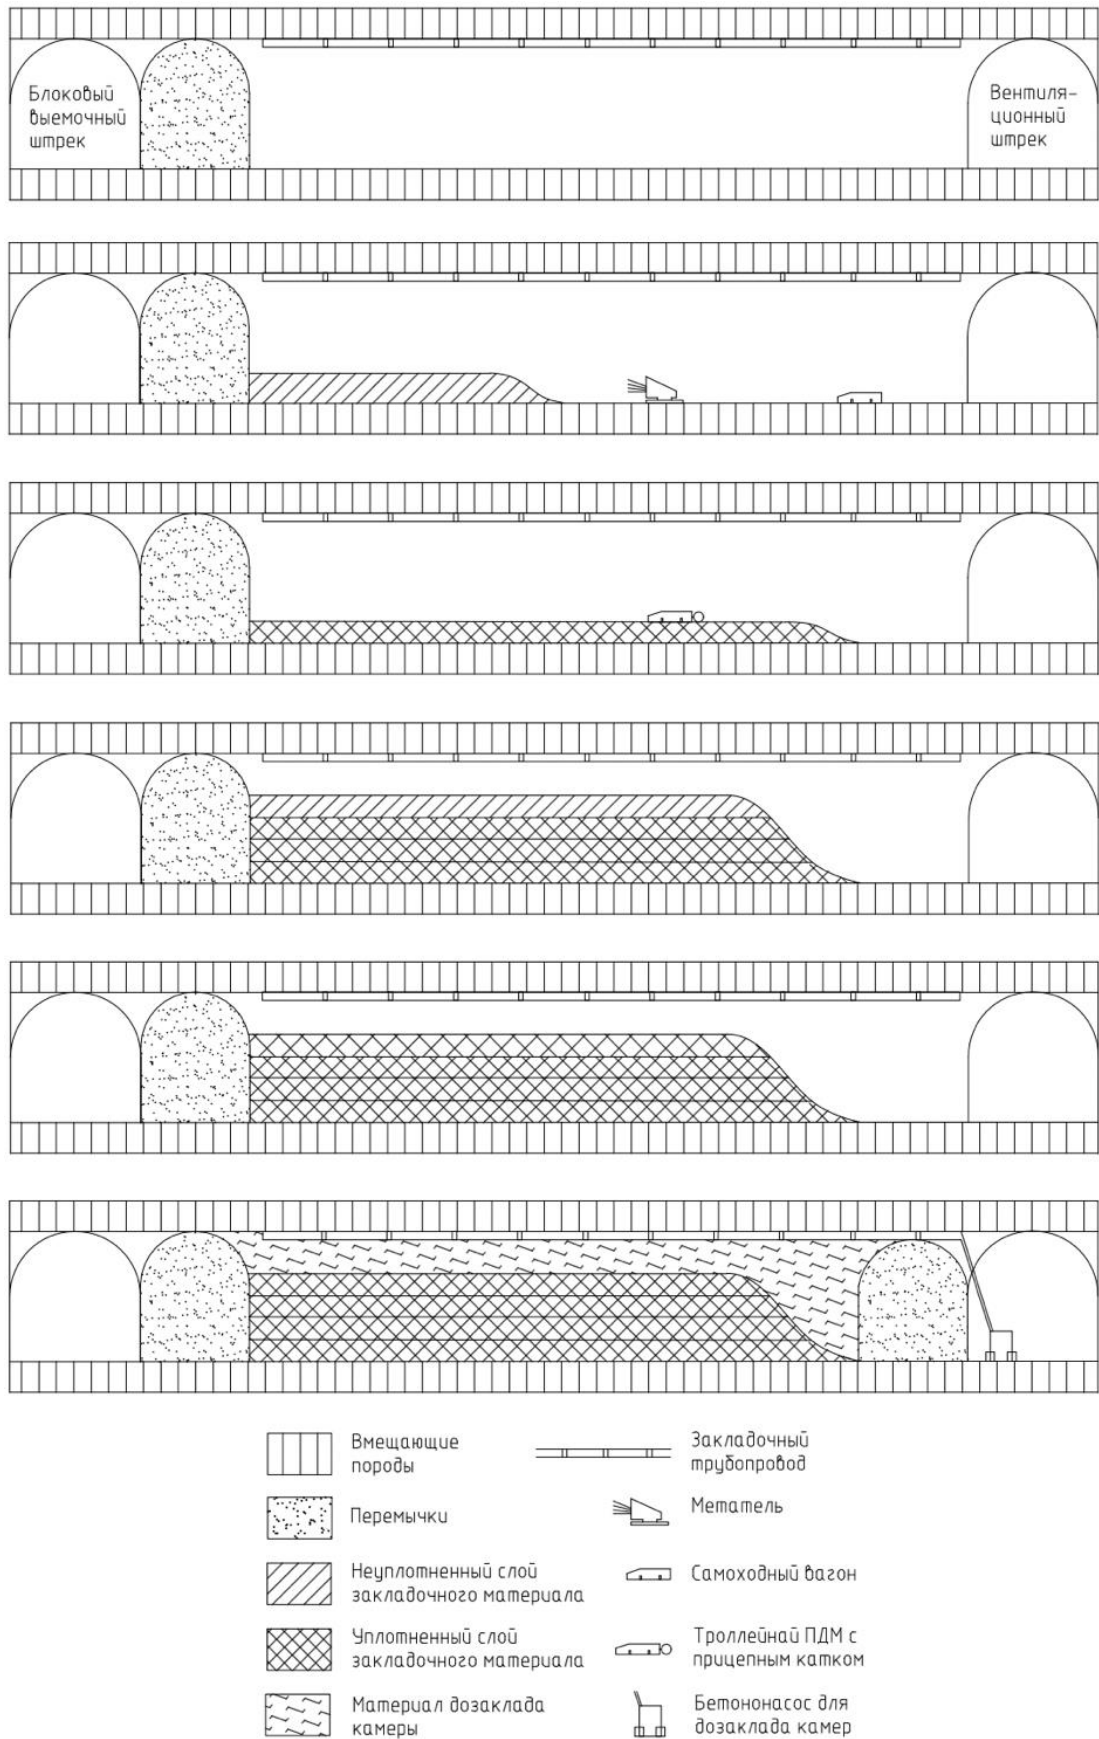 Блоковый
выемочный
штрек
Вентиля-
ционный
штрек
Вмещающие
породы
Закладочный
трубопровод
Перемычки
Метатель
Неуплотненный слой
закладочного материала
Самоходный вагон
Уплотненный слой
закладочного материала
Троллейнай ПДМ с
прицепным катком
Материал дозаклада
камеры
Бетононасос для
дозаклада камер